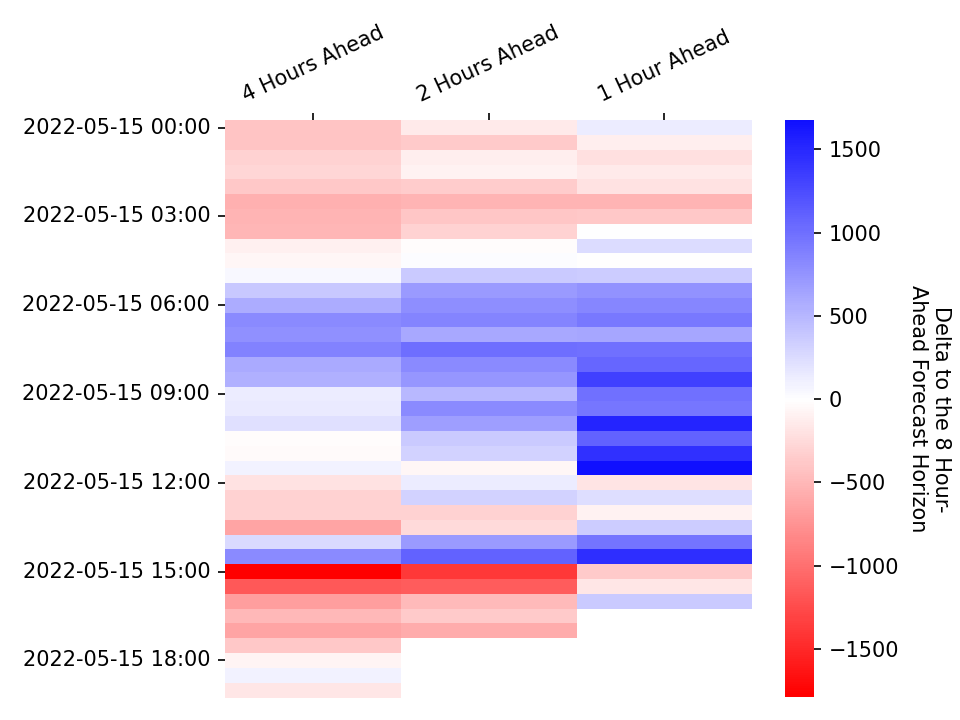 4 Hours Ahead
2 Hours Ahead
1 Hour Ahead
2022-05-15 00:00
2022-05-15 03:00
2022-05-15 06:00
2022-05-15 09:00
2022-05-15 12:00
2022-05-15 15:00
2022-05-15 18:00
1500
1000
500
0
−500
−1000
−1500
Delta to the 8 Hour-
Ahead Forecast Horizon